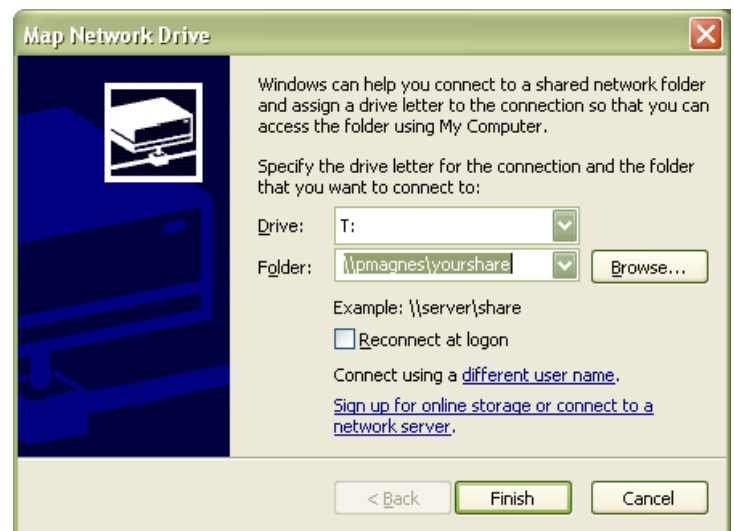 Map Network Drive
Windows can help you connect to a shared network folder
and assign a drive letter to the connection so that you can
access the folder using My Computer.
Specify the drive letter for the connection and the folder
that you want to connect to:
Drive: T:
Folder: \\pmagnes\yourshare Browse...
Example: \\server\share
Reconnect at logon
Connect using a different user name.
Sign up for online storage or connect to a
network server.
< Back Finish Cancel